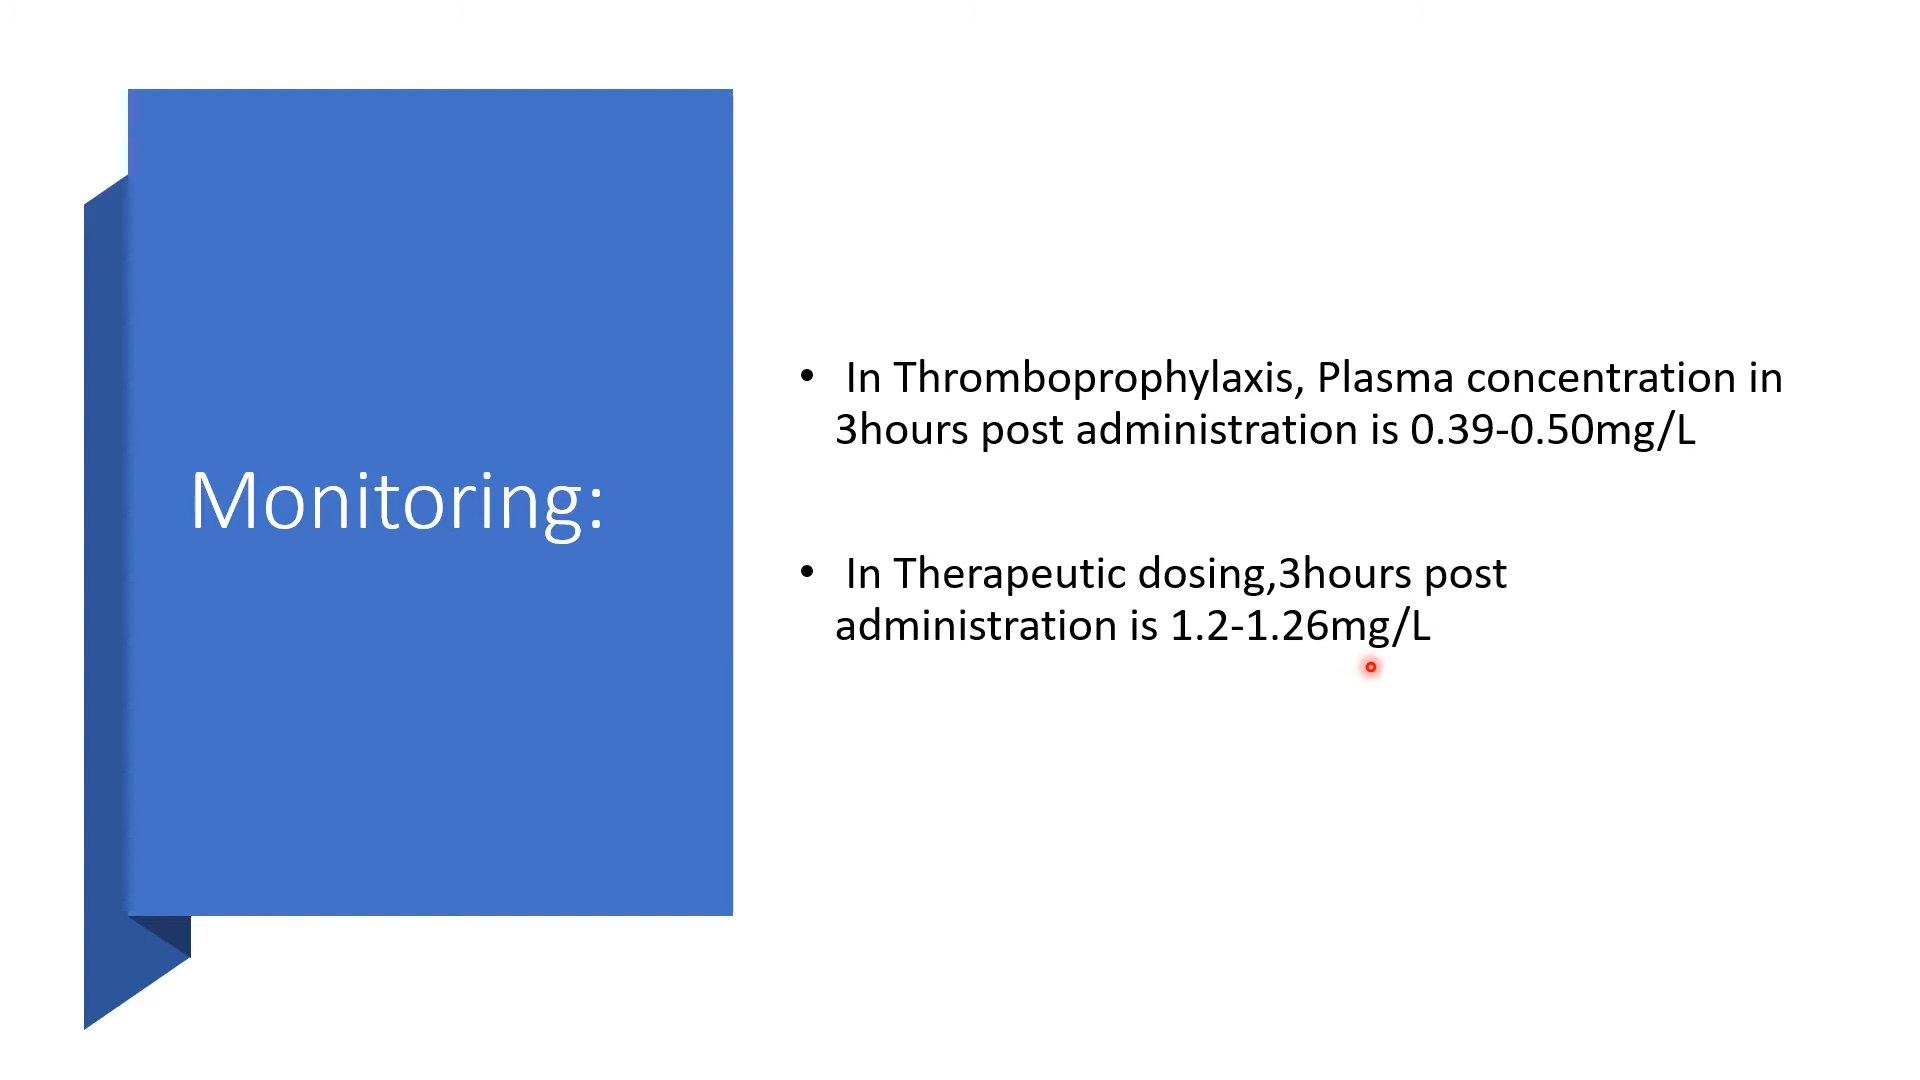 Monitoring:
• In Thromboprophylaxis, Plasma concentration in
3hours post administration is 0.39-0.50mg/L
• In Therapeutic dosing,3hours post
administration is 1.2-1.26mg/L